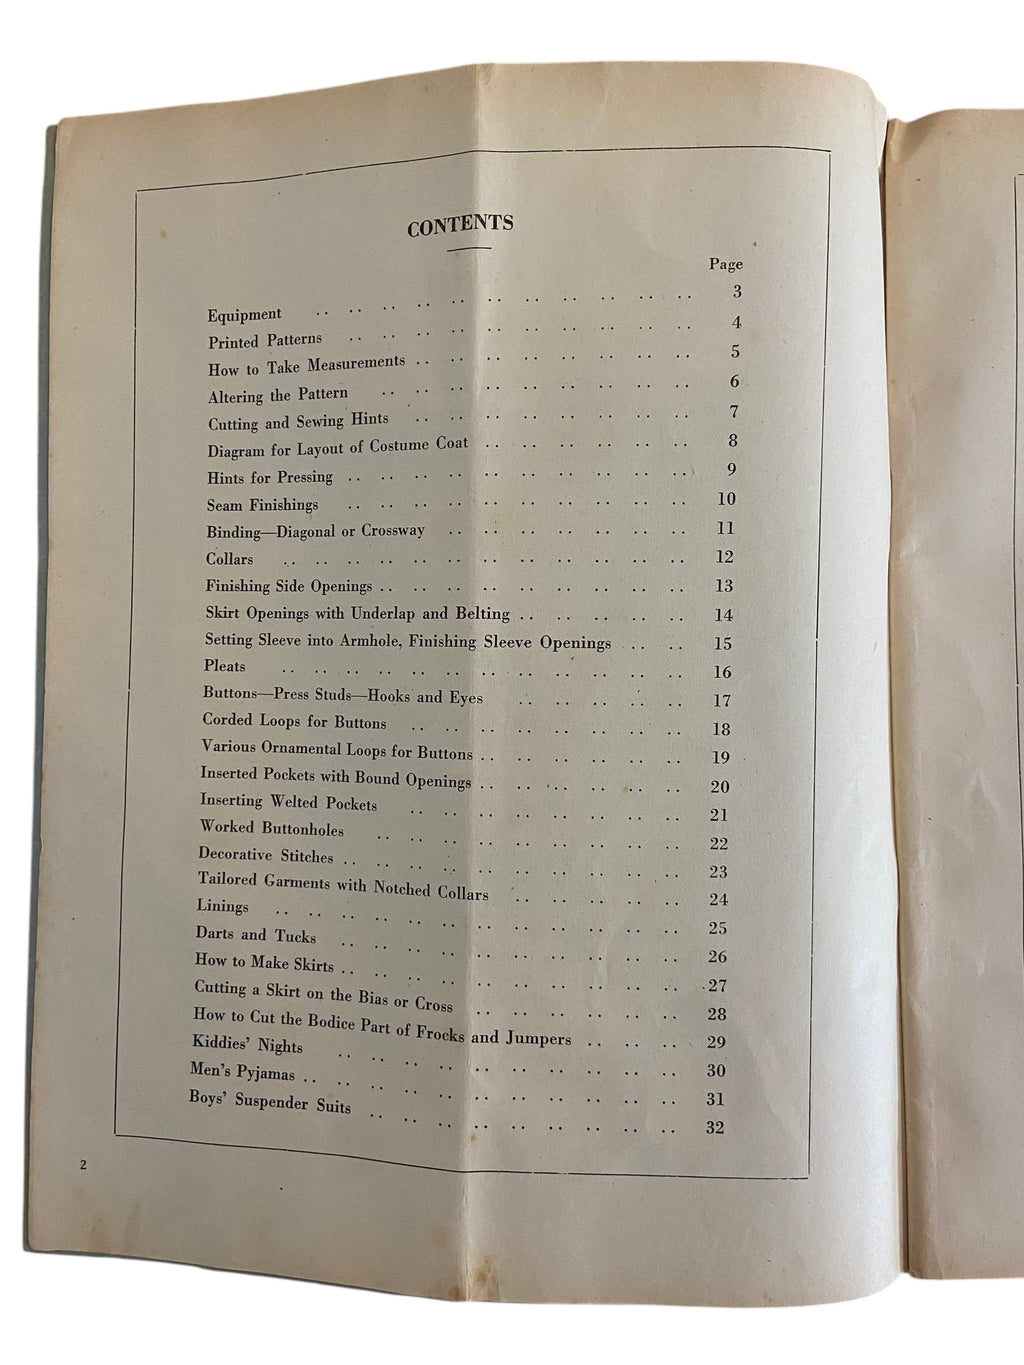 CONTENTS
Page
Equipment .. .. .. .. .. .. .. .. .. .. .. 3
Printed Patterns .. .. .. .. .. .. .. .. .. .. 4
How to Take Measurements .. .. .. .. .. .. .. .. 5
Altering the Pattern .. .. .. .. .. .. .. .. .. 6
Cutting and Sewing Hints .. .. .. .. .. .. .. .. 7
Diagram for Layout of Costume Coat .. .. .. .. .. .. 8
Hints for Pressing .. .. .. .. .. .. .. .. .. .. 9
Seam Finishings .. .. .. .. .. .. .. .. .. .. 10
Binding—Diagonal or Crossway .. .. .. .. .. .. .. 11
Collars .. .. .. .. .. .. .. .. .. .. .. .. 12
Finishing Side Openings .. .. .. .. .. .. .. .. .. 13
Skirt Openings with Underlap and Belting .. .. .. .. .. 14
Setting Sleeve into Armhole, Finishing Sleeve Openings .. .. 15
Pleats .. .. .. .. .. .. .. .. .. .. .. .. 16
Buttons—Press Studs—Hooks and Eyes .. .. .. .. .. 17
Corded Loops for Buttons .. .. .. .. .. .. .. .. 18
Various Ornamental Loops for Buttons .. .. .. .. .. .. 19
Inserted Pockets with Bound Openings .. .. .. .. .. .. 20
Inserting Welted Pockets .. .. .. .. .. .. .. .. 21
Worked Buttonholes .. .. .. .. .. .. .. .. .. 22
Decorative Stitches .. .. .. .. .. .. .. .. .. .. 23
Tailored Garments with Notched Collars .. .. .. .. .. 24
Linings .. .. .. .. .. .. .. .. .. .. .. .. 25
Darts and Tucks .. .. .. .. .. .. .. .. .. .. 26
How to Make Skirts .. .. .. .. .. .. .. .. .. .. 27
Cutting a Skirt on the Bias or Cross .. .. .. .. .. .. 28
How to Cut the Bodice Part of Frocks and Jumpers .. .. .. 29
Kiddies' Nights .. .. .. .. .. .. .. .. .. .. 30
Men's Pyjamas .. .. .. .. .. .. .. .. .. .. .. 31
Boys' Suspender Suits .. .. .. .. .. .. .. .. .. 32
2